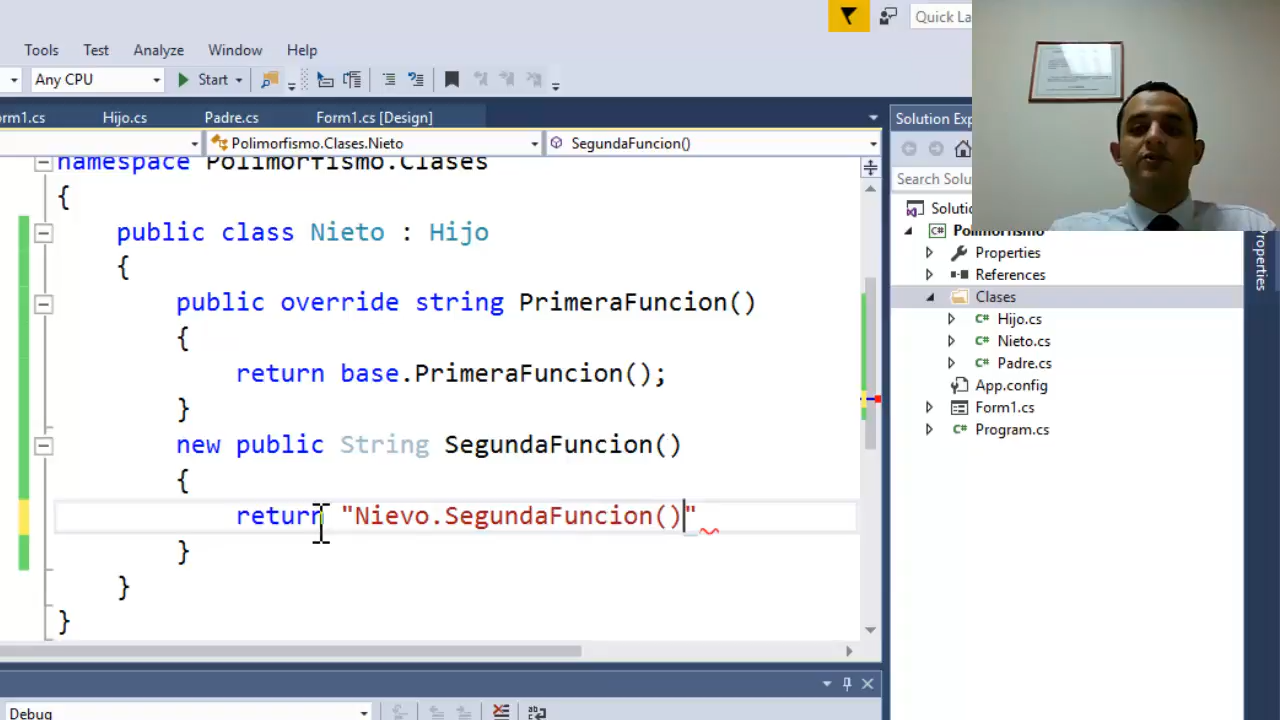 Quick La
Tools Test Analyze Window Help
Any CPU Start
orm1.cs Hijo.cs Padre.cs Form1.cs [Design]
Polimorfismo.Clases.Nieto SegundaFuncion()
namespace Polimorfismo.Clases
{
public class Nieto : Hijo
{
public override string PrimeraFuncion()
{
return base.PrimeraFuncion();
}
new public String SegundaFuncion()
{
return "Nievo.SegundaFuncion()"
}
}
}
Debug
Solution Exp
Search Solu
Solutio
Polimorfismo
Properties
References
Clases
C# Hijo.cs
C# Nieto.cs
C# Padre.cs
App.config
Form1.cs
C# Program.cs
Properties